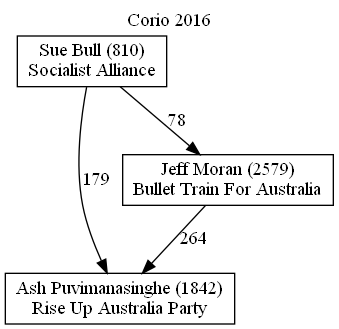 Corio 2016
Sue Bull (810)
Socialist Alliance
78
Jeff Moran (2579)
Bullet Train For Australia
179
264
Ash Puvimanasinghe (1842)
Rise Up Australia Party